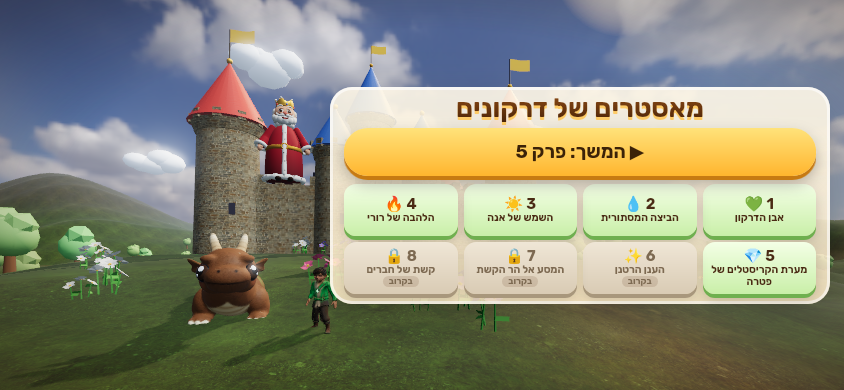 מאסטרים של דרקונים
▶ המשך: פרק 5
1 💚
אבן הדרקון
2 💧
הביצה המסתורית
3 ☀️
השמש של אנה
4 🔥
הלהבה של רורי
5 💎
מערת הקריסטלים של
פטרה
6 ✨
הענן הרטנן
בקרוב
7 🔒
המסע אל הר הקשת
בקרוב
8 🔒
קשת של חברים
בקרוב